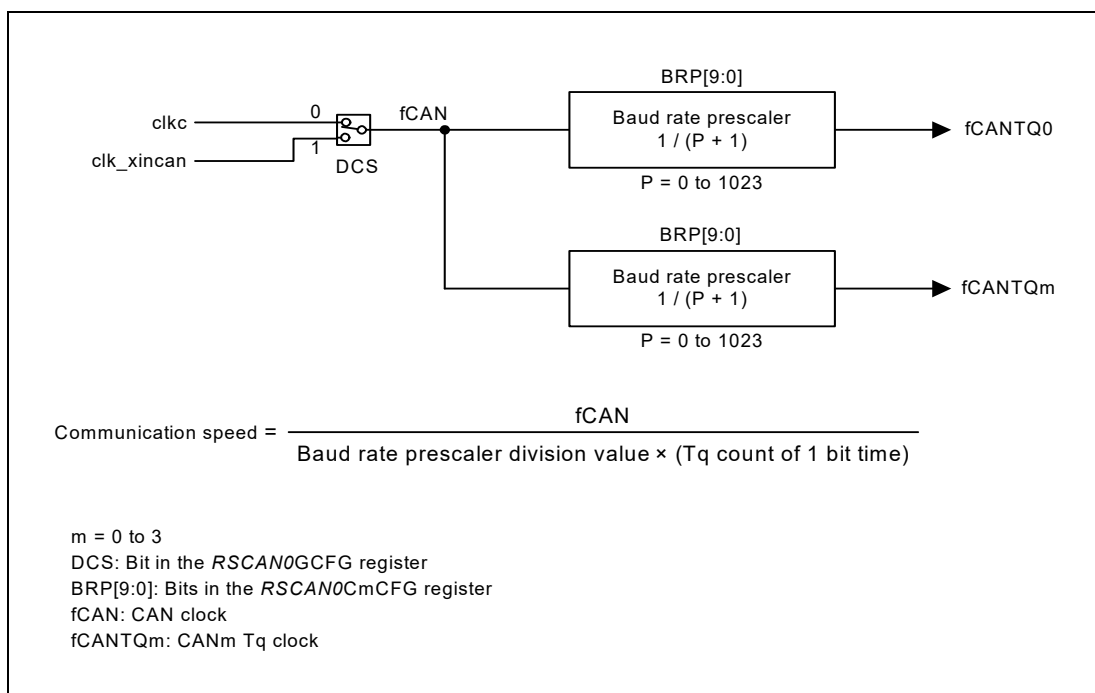 BRP[9:0]
clkc
0
fCAN
Baud rate prescaler
1 / (P + 1)
fCANTQ0
clk_xincan
1
DCS
P = 0 to 1023
BRP[9:0]
Baud rate prescaler
1 / (P + 1)
fCANTQm
P = 0 to 1023
Communication speed =
fCAN
Baud rate prescaler division value × (Tq count of 1 bit time)
m = 0 to 3
DCS: Bit in the RSCAN0GCFG register
BRP[9:0]: Bits in the RSCAN0CmCFG register
fCAN: CAN clock
fCANTQm: CANm Tq clock